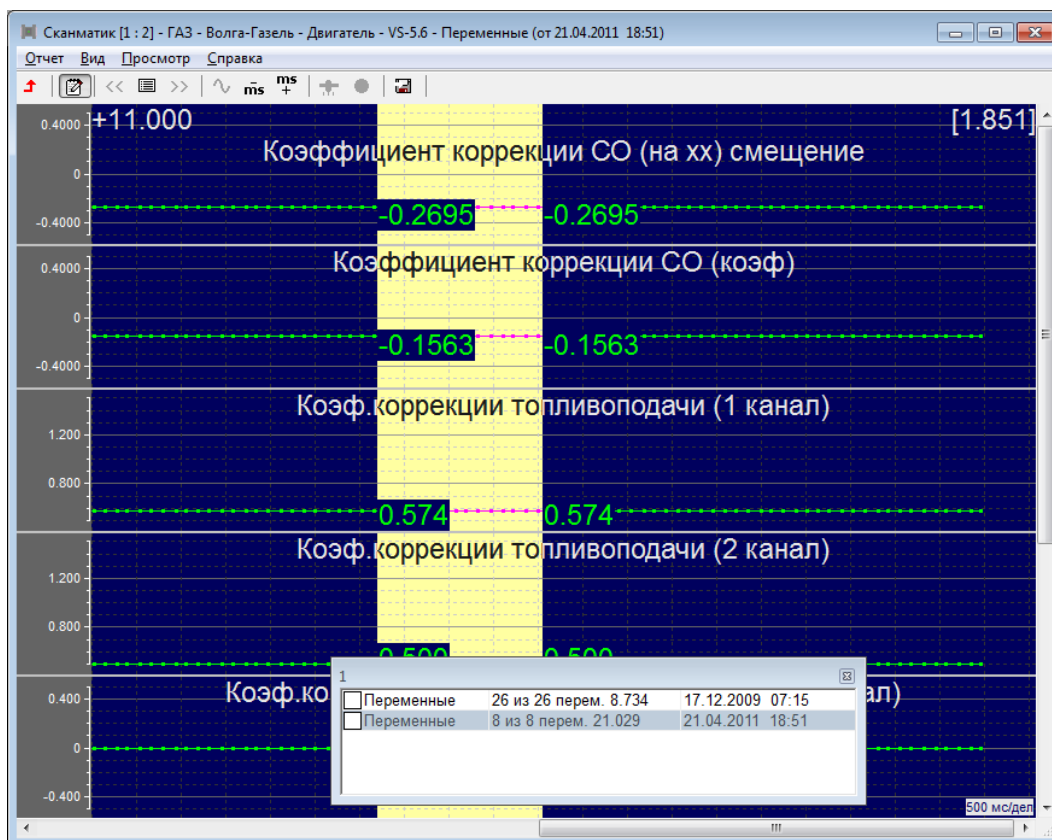 Сканматик [1 : 2] - ГАЗ - Волга-Газель - Двигатель - VS-5.6 - Переменные (от 21.04.2011 18:51)
Отчет Вид Просмотр Справка
<< >> ms ms
+11.000 [1.851]
Коэффициент коррекции СО (на хх) смещение
0.4000
0
-0.4000
-0.2695 -0.2695
Коэффициент коррекции СО (коэф)
0.4000
0
-0.4000
-0.1563 -0.1563
Коэф.коррекции топливоподачи (1 канал)
1.200
0.800
0.574 0.574
Коэф.коррекции топливоподачи (2 канал)
1.200
0.800
Коэф.ко
ал)
0.400
0
-0.400
1
Переменные 26 из 26 перем. 8.734 17.12.2009 07:15
Переменные 8 из 8 перем. 21.029 21.04.2011 18:51
500 мс/дел